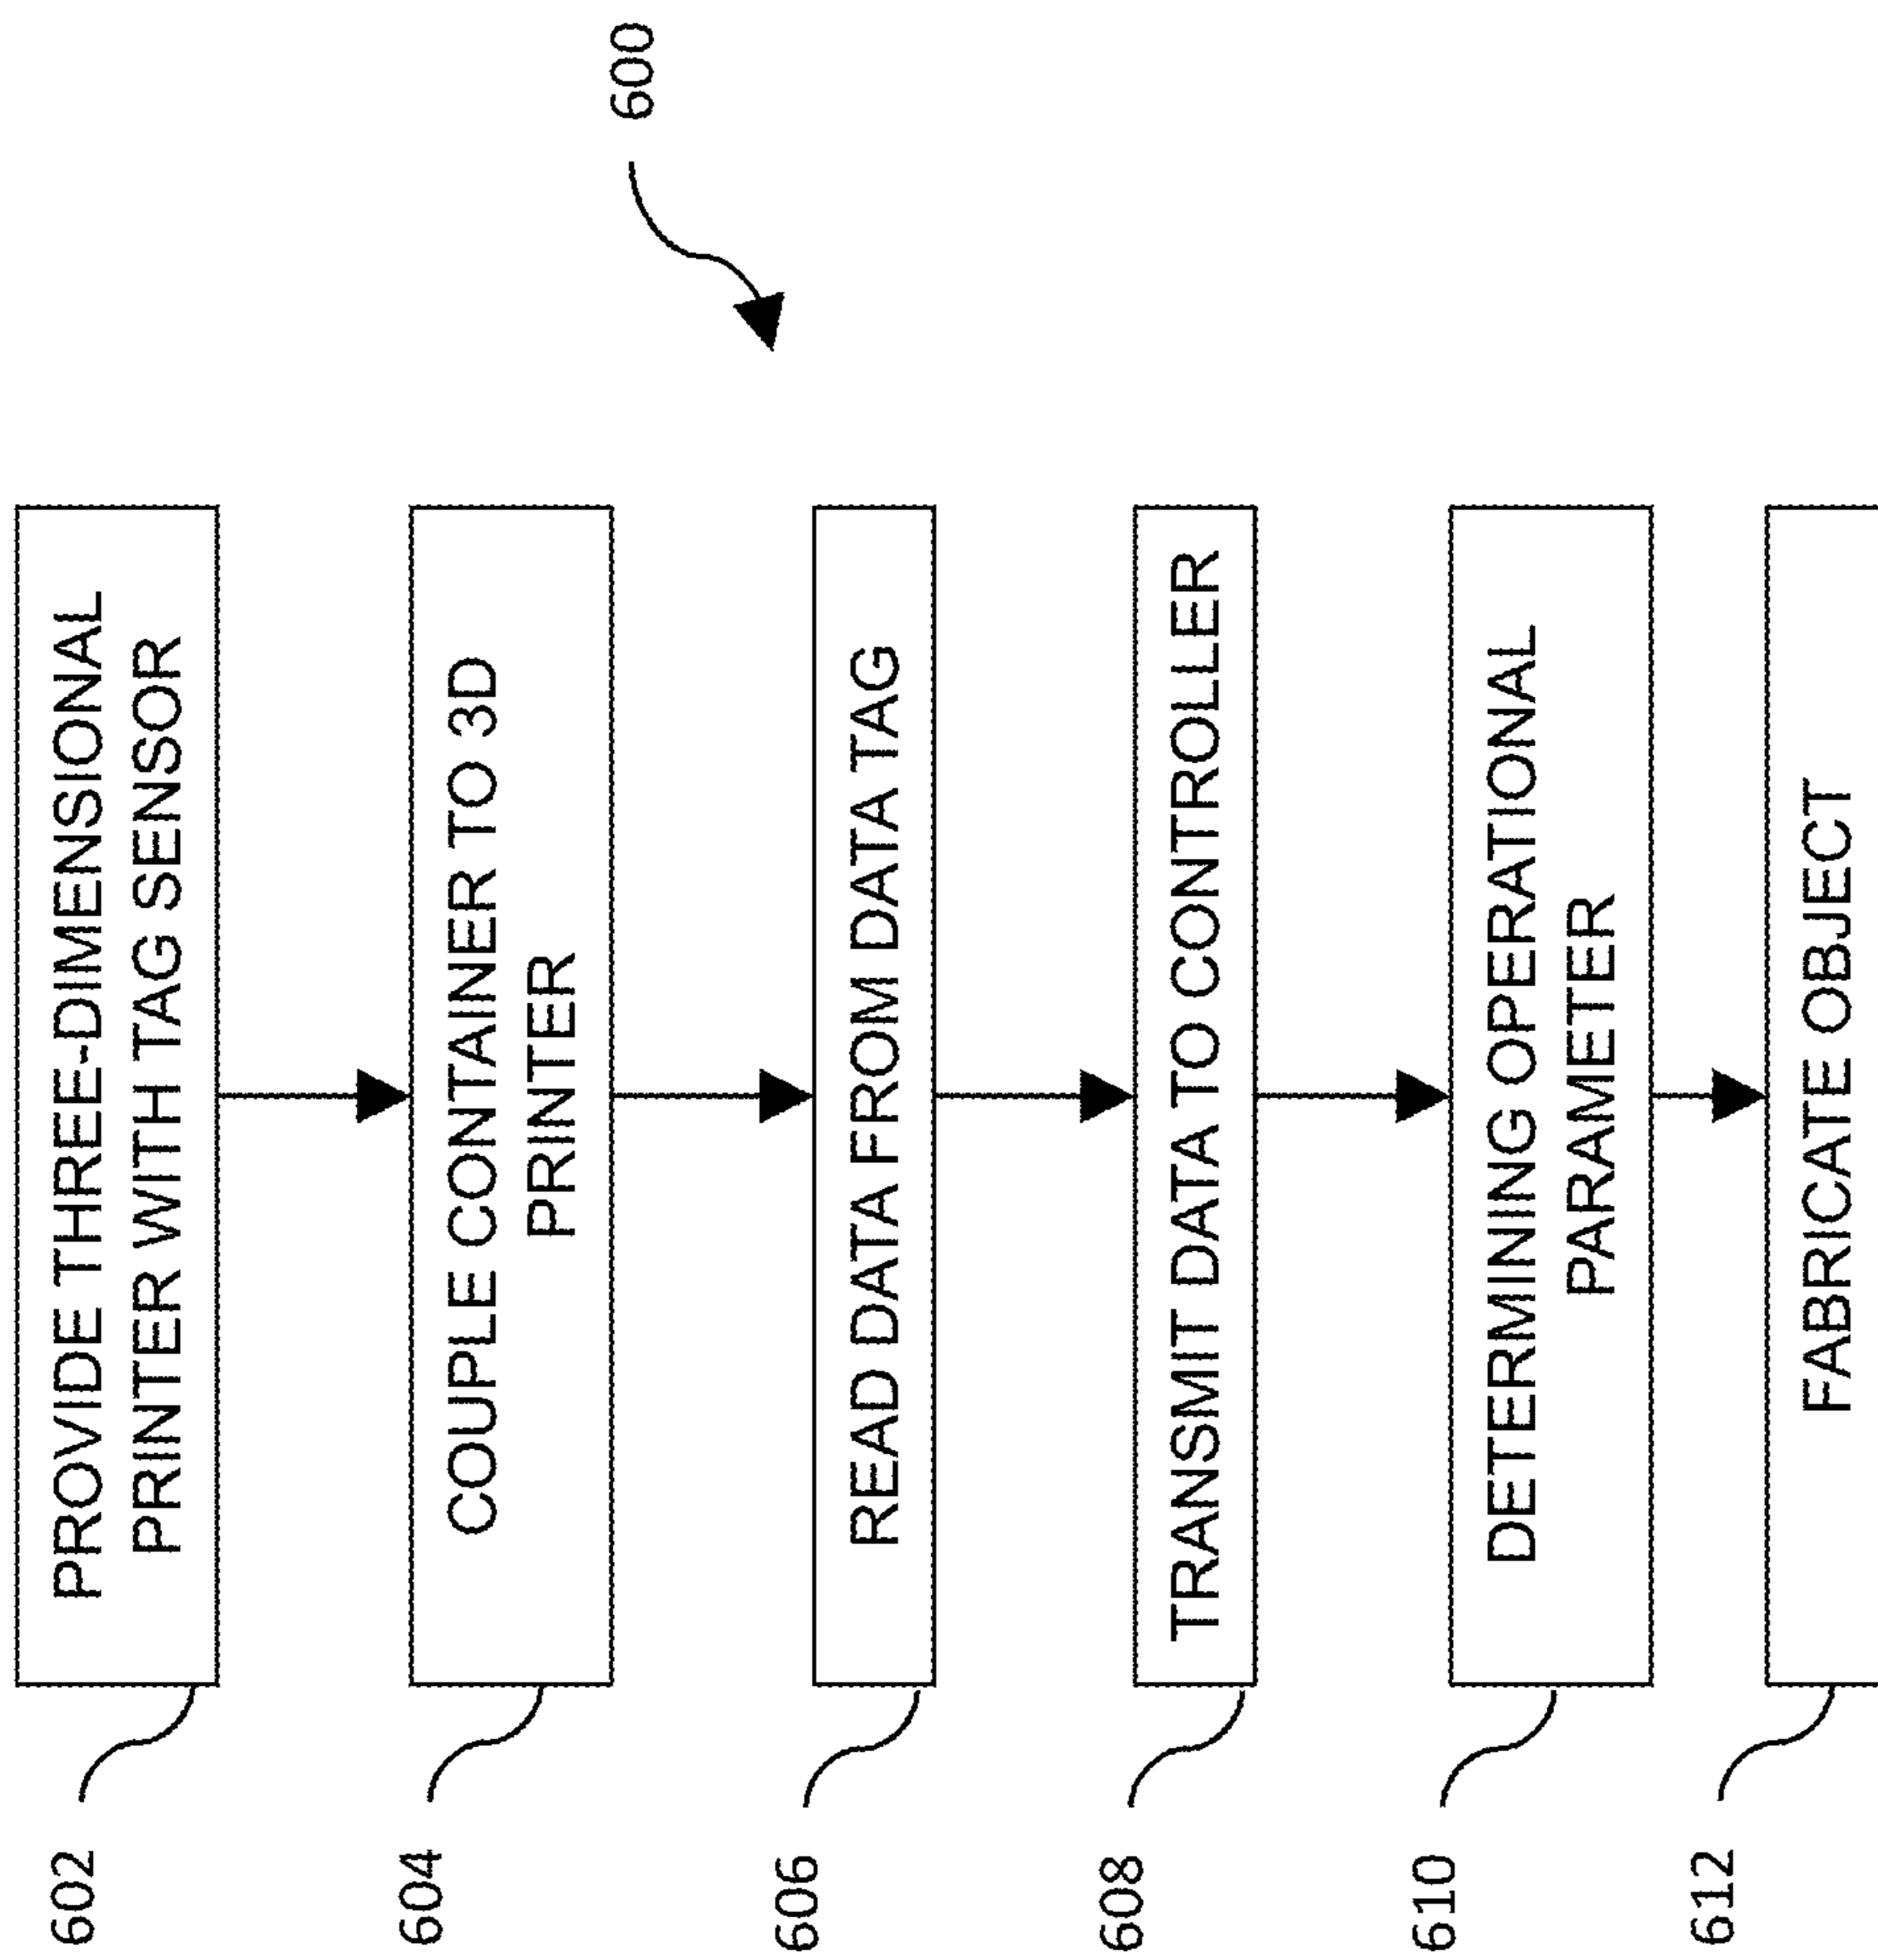 600
602
PROVIDE THREE-DIMENSIONAL
PRINTER WITH TAG SENSOR
604
COUPLE CONTAINER TO 3D
PRINTER
606
READ DATA FROM DATA TAG
608
TRANSMIT DATA TO CONTROLLER
610
DETERMINING OPERATIONAL
PARAMETER
612
FABRICATE OBJECT